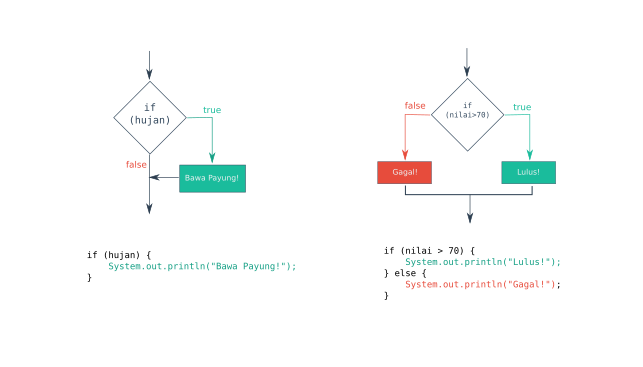 if
(hujan)
true
false
Bawa Payung!
if (hujan) {
    System.out.println("Bawa Payung!");
}
if
(nilai>70)
false
true
Gagal!
Lulus!
if (nilai > 70) {
    System.out.println("Lulus!");
} else {
    System.out.println("Gagal!");
}